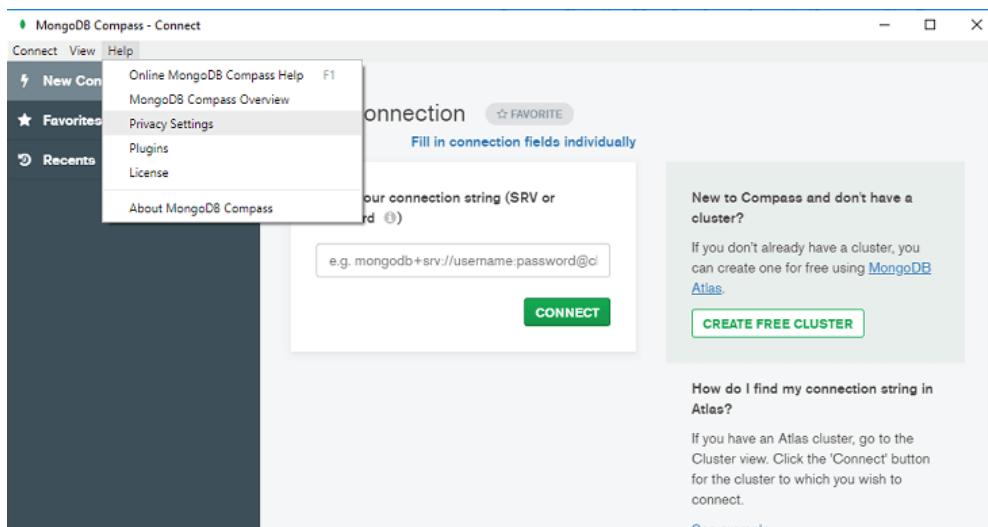 MongoDB Compass - Connect
Connect View Help
New Con
Favorites
Recents
Online MongoDB Compass Help F1
MongoDB Compass Overview
Privacy Settings
Plugins
License
About MongoDB Compass
onnection
FAVORITE
Fill in connection fields individually
our connection string (SRV or
rd )
e.g. mongodb+srv://username:password@cl
CONNECT
New to Compass and don't have a
cluster?
If you don't already have a cluster, you
can create one for free using MongoDB
Atlas.
CREATE FREE CLUSTER
How do I find my connection string in
Atlas?
If you have an Atlas cluster, go to the
Cluster view. Click the 'Connect' button
for the cluster to which you wish to
connect.